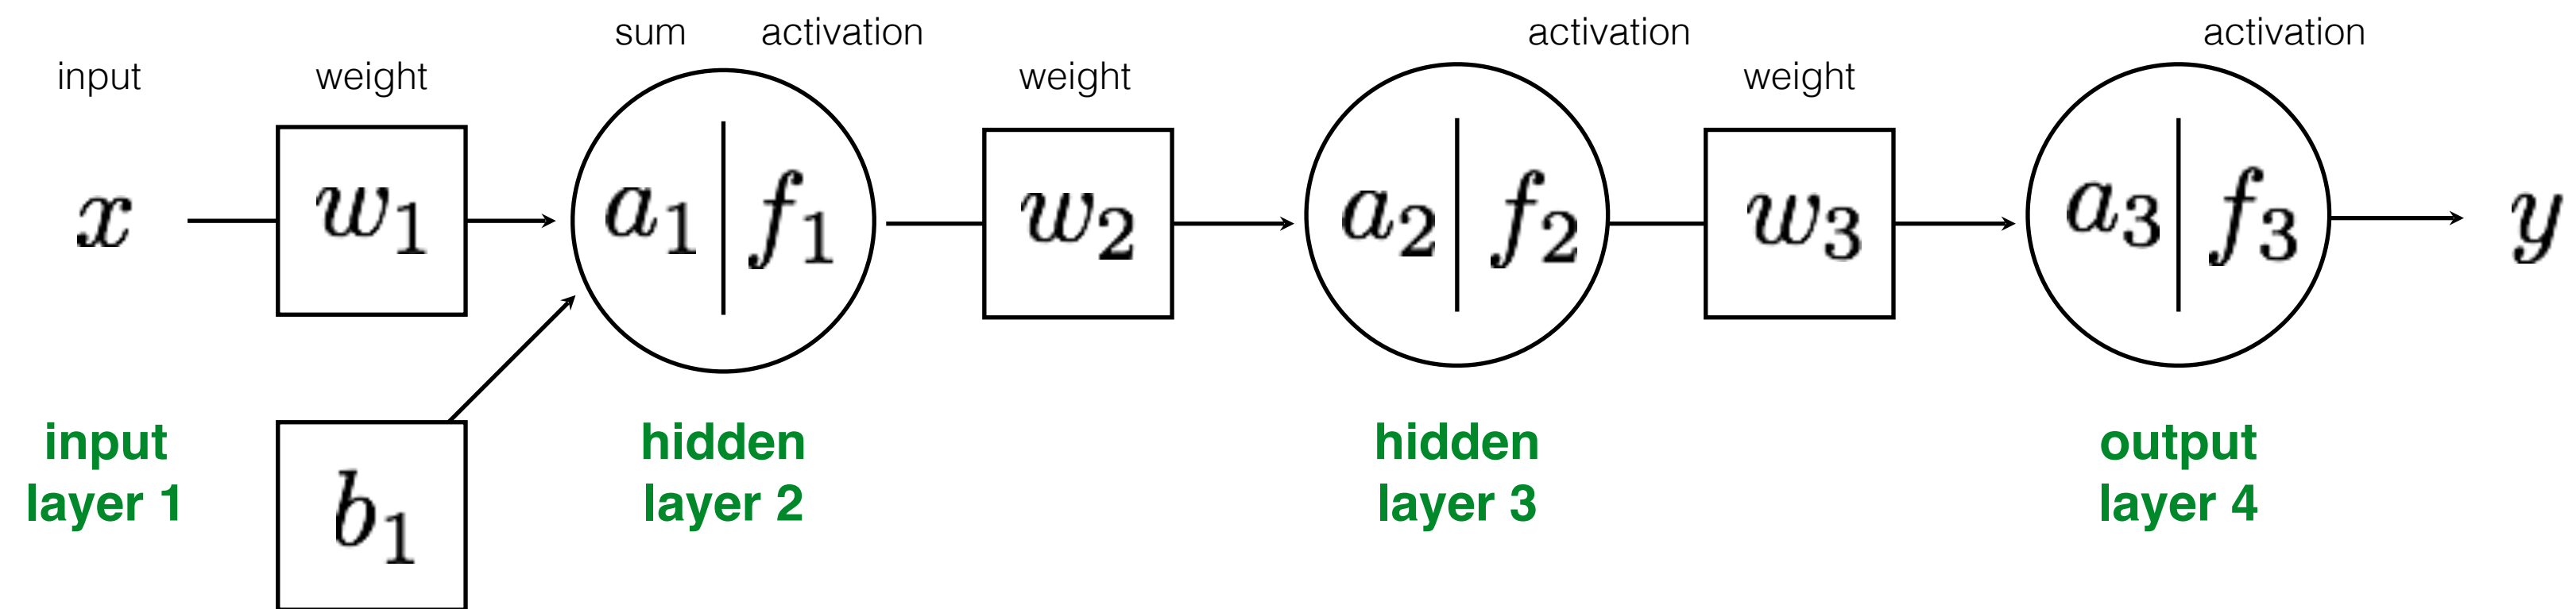 sum activation activation activation
input weight weight weight
x w₁ a₁ | f₁ w₂ a₂ | f₂ w₃ a₃ | f₃ y
input hidden hidden output
layer 1 layer 2 layer 3 layer 4
b₁